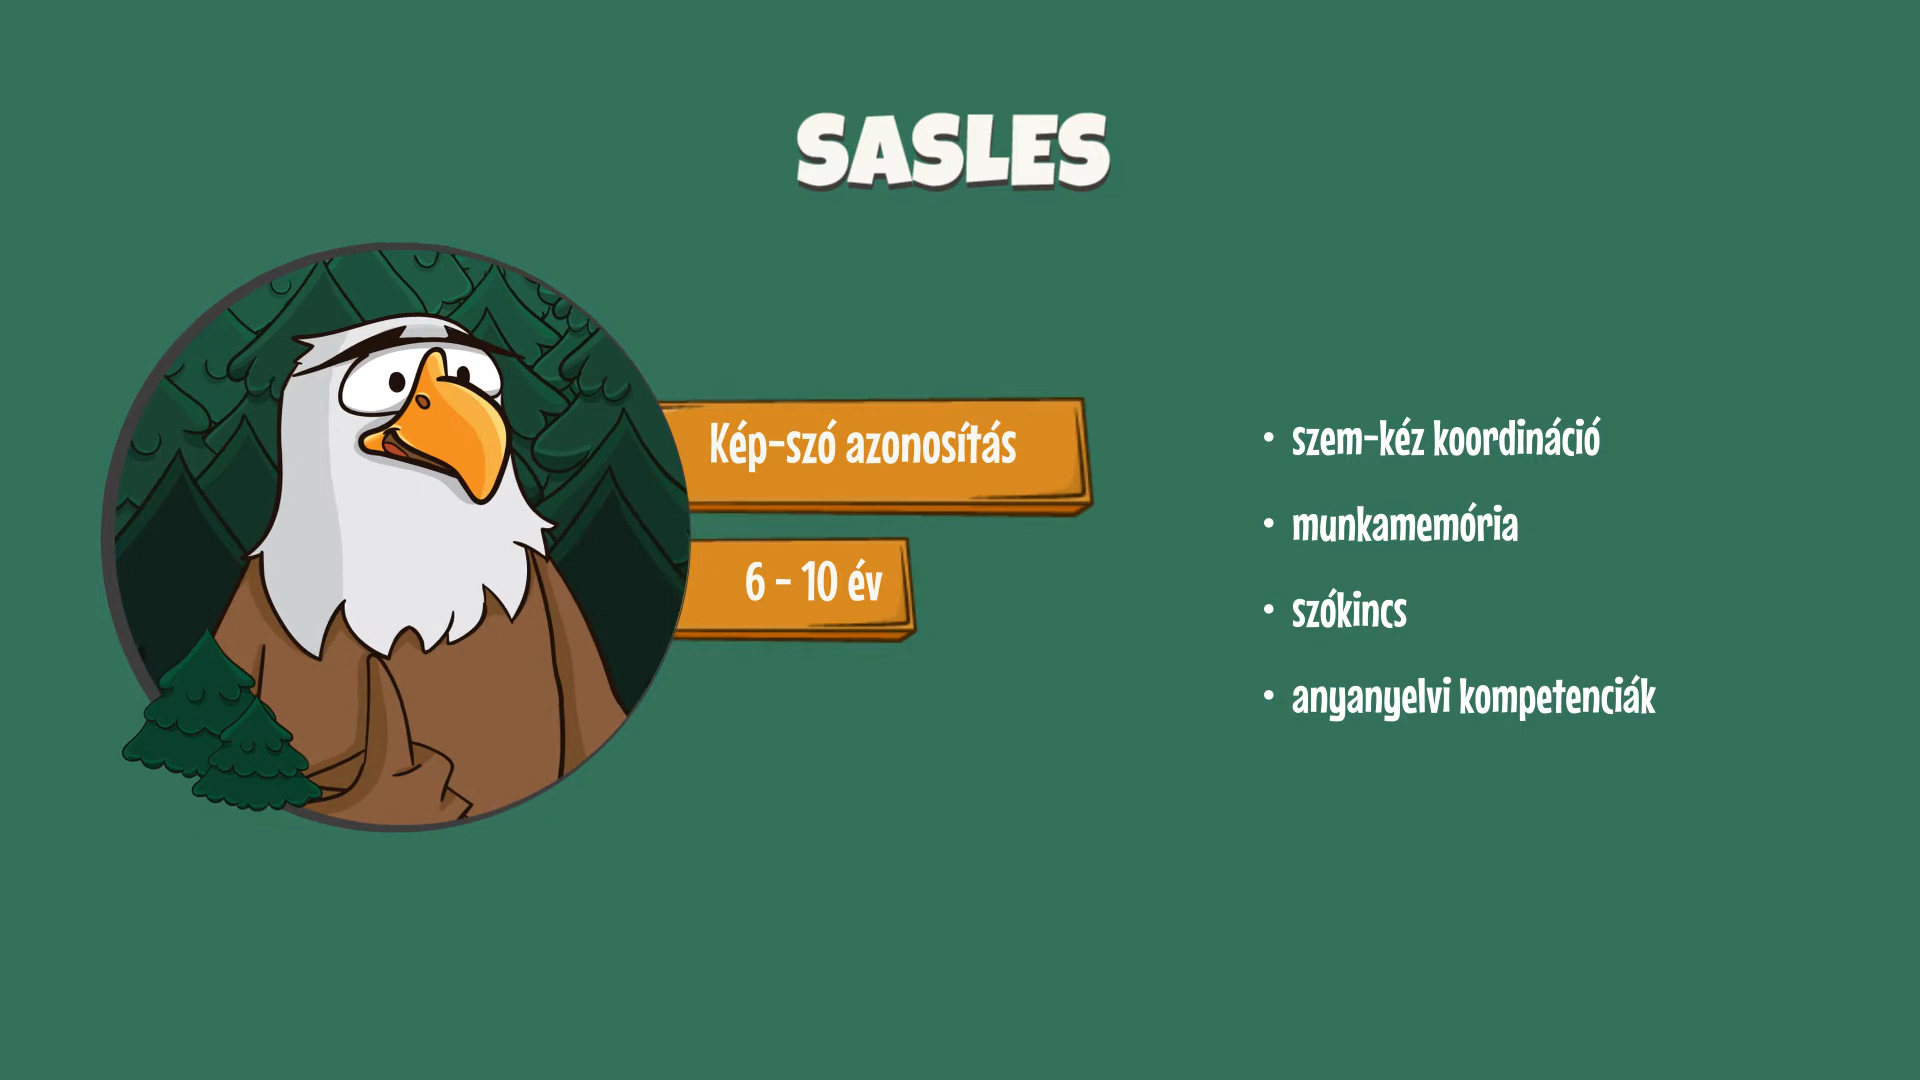 SASLES
Kép-szó azonosítás
6 - 10 év
• szem-kéz koordináció
• munkamemória
• szókincs
• anyanyelvi kompetenciák